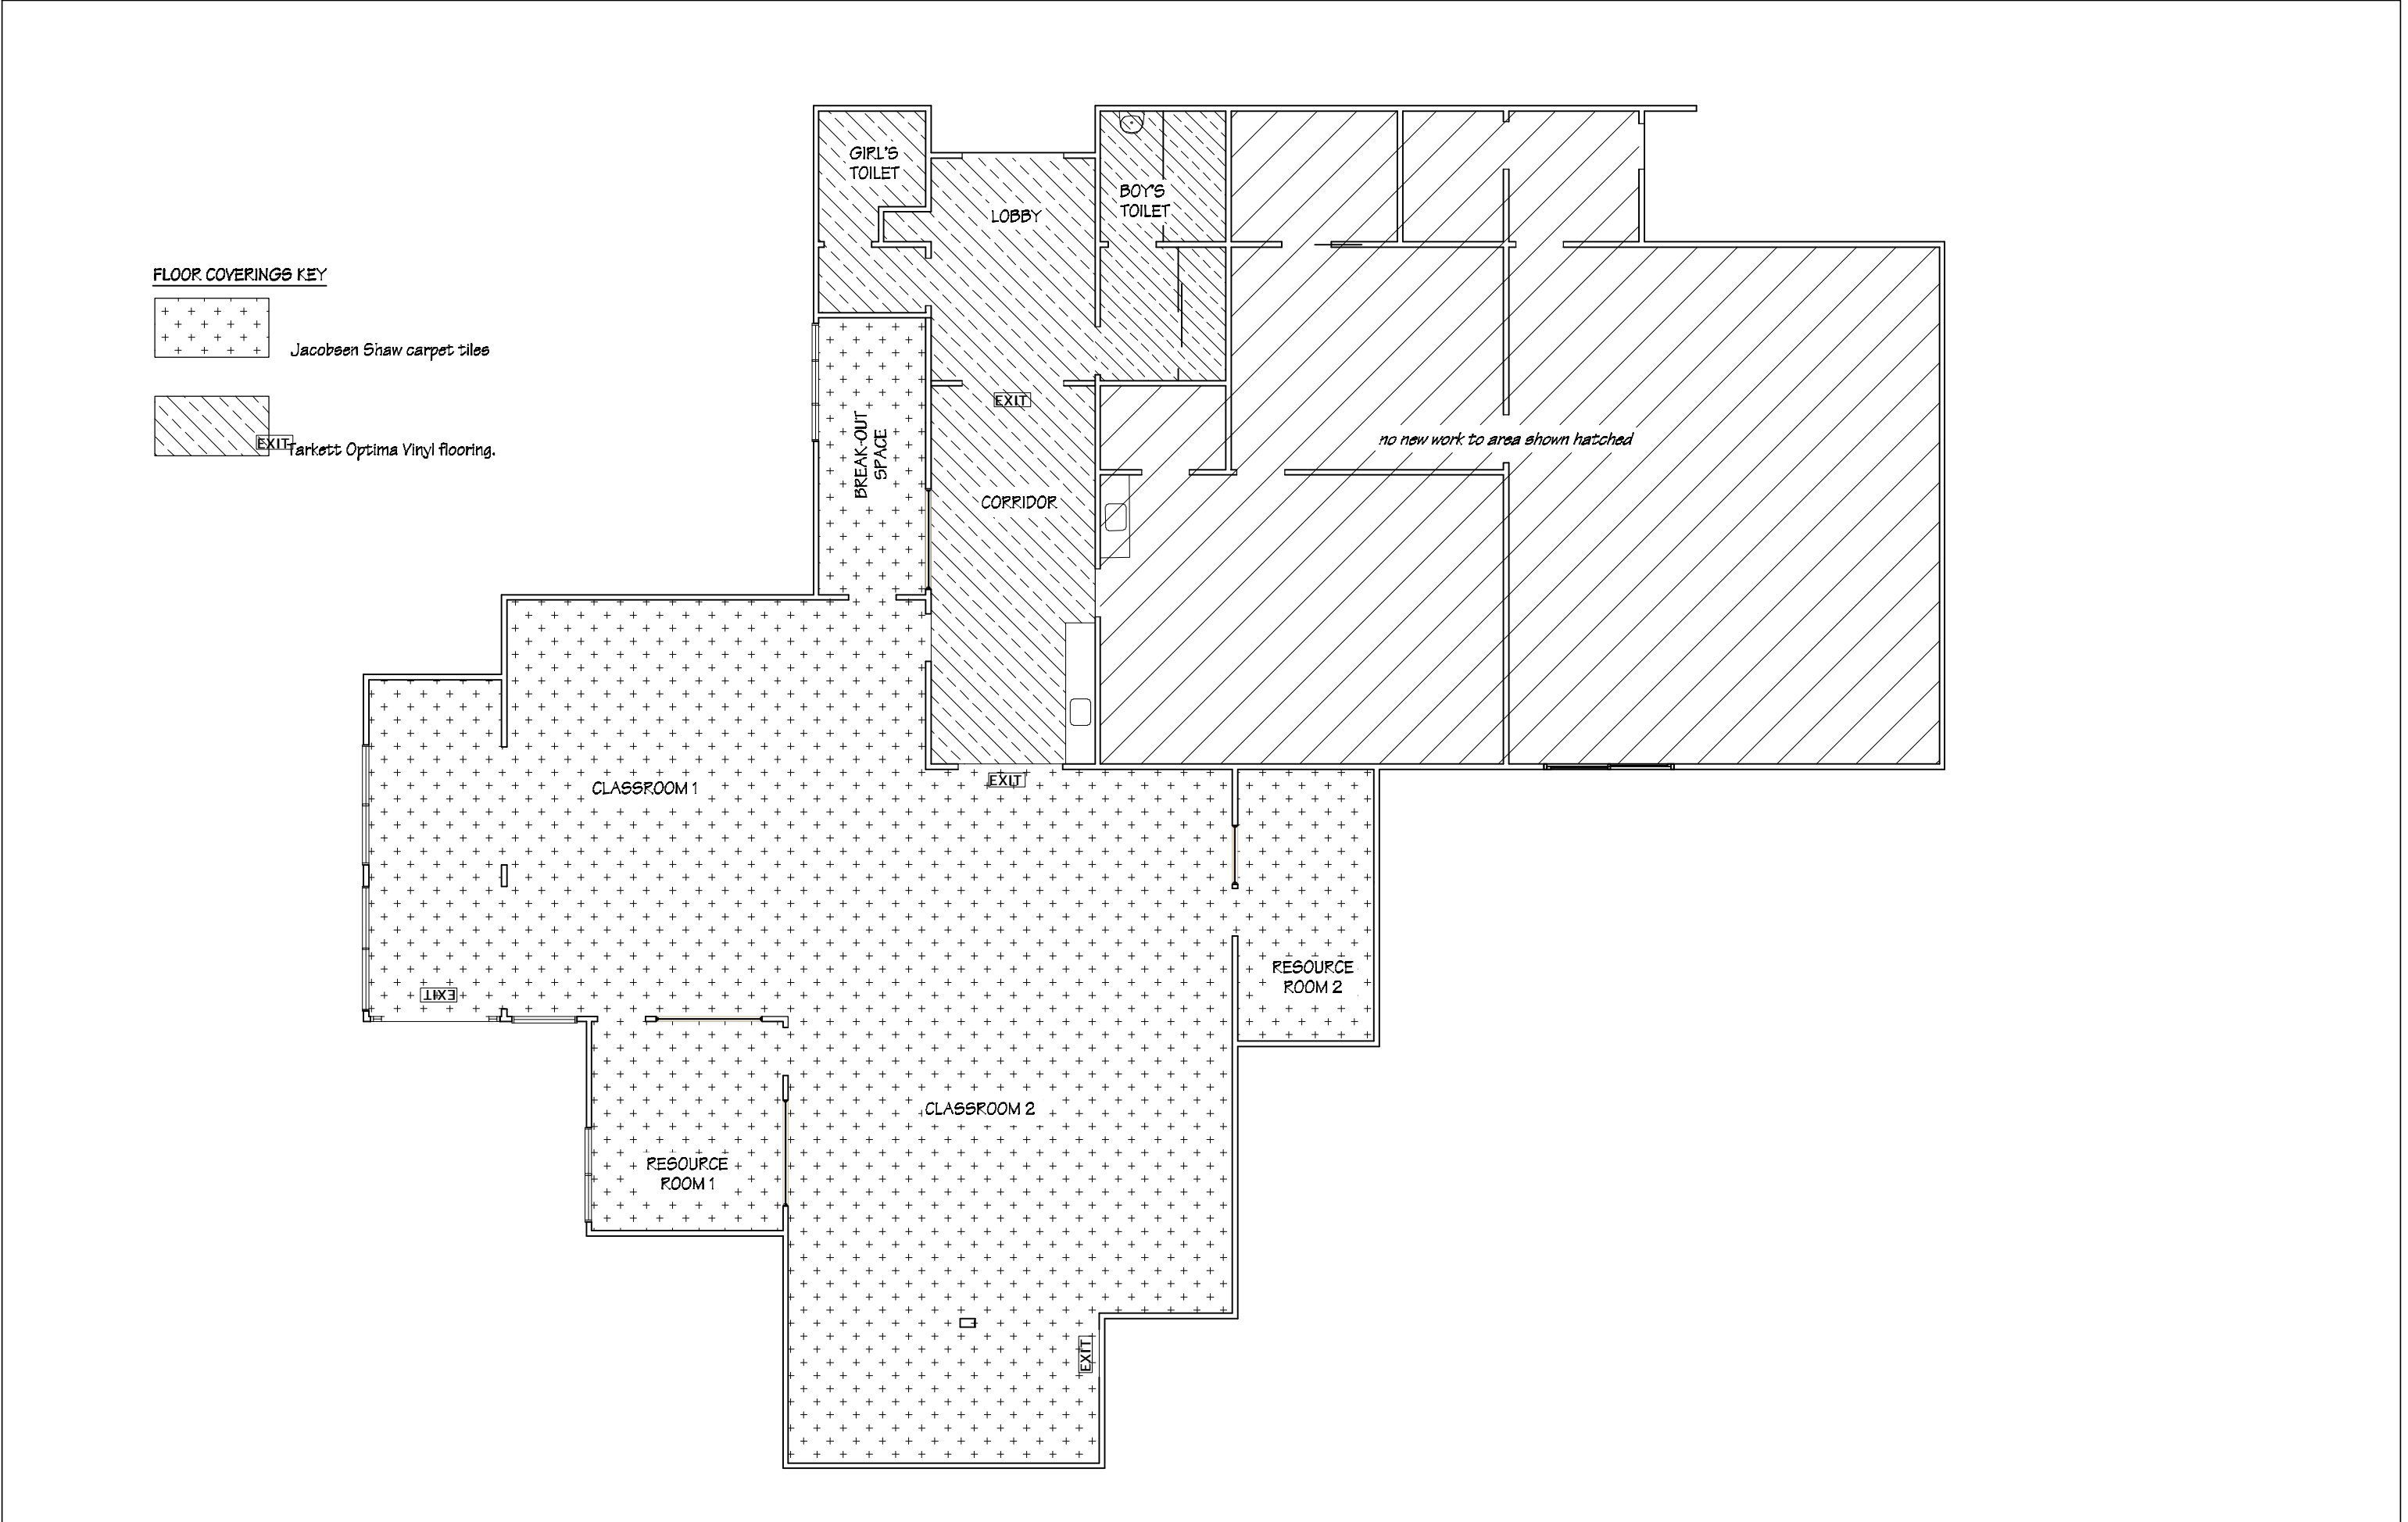 GIRL'S
TOILET
LOBBY
BOY'S
TOILET
FLOOR COVERINGS KEY
Jacobsen Shaw carpet tiles
EXIT
Tarkett Optima Vinyl flooring.
EXIT
BREAK-OUT
SPACE
no new work to area shown hatched
CORRIDOR
CLASSROOM 1
EXIT
RESOURCE
ROOM 2
EXIT
CLASSROOM 2
RESOURCE
ROOM 1
EXIT